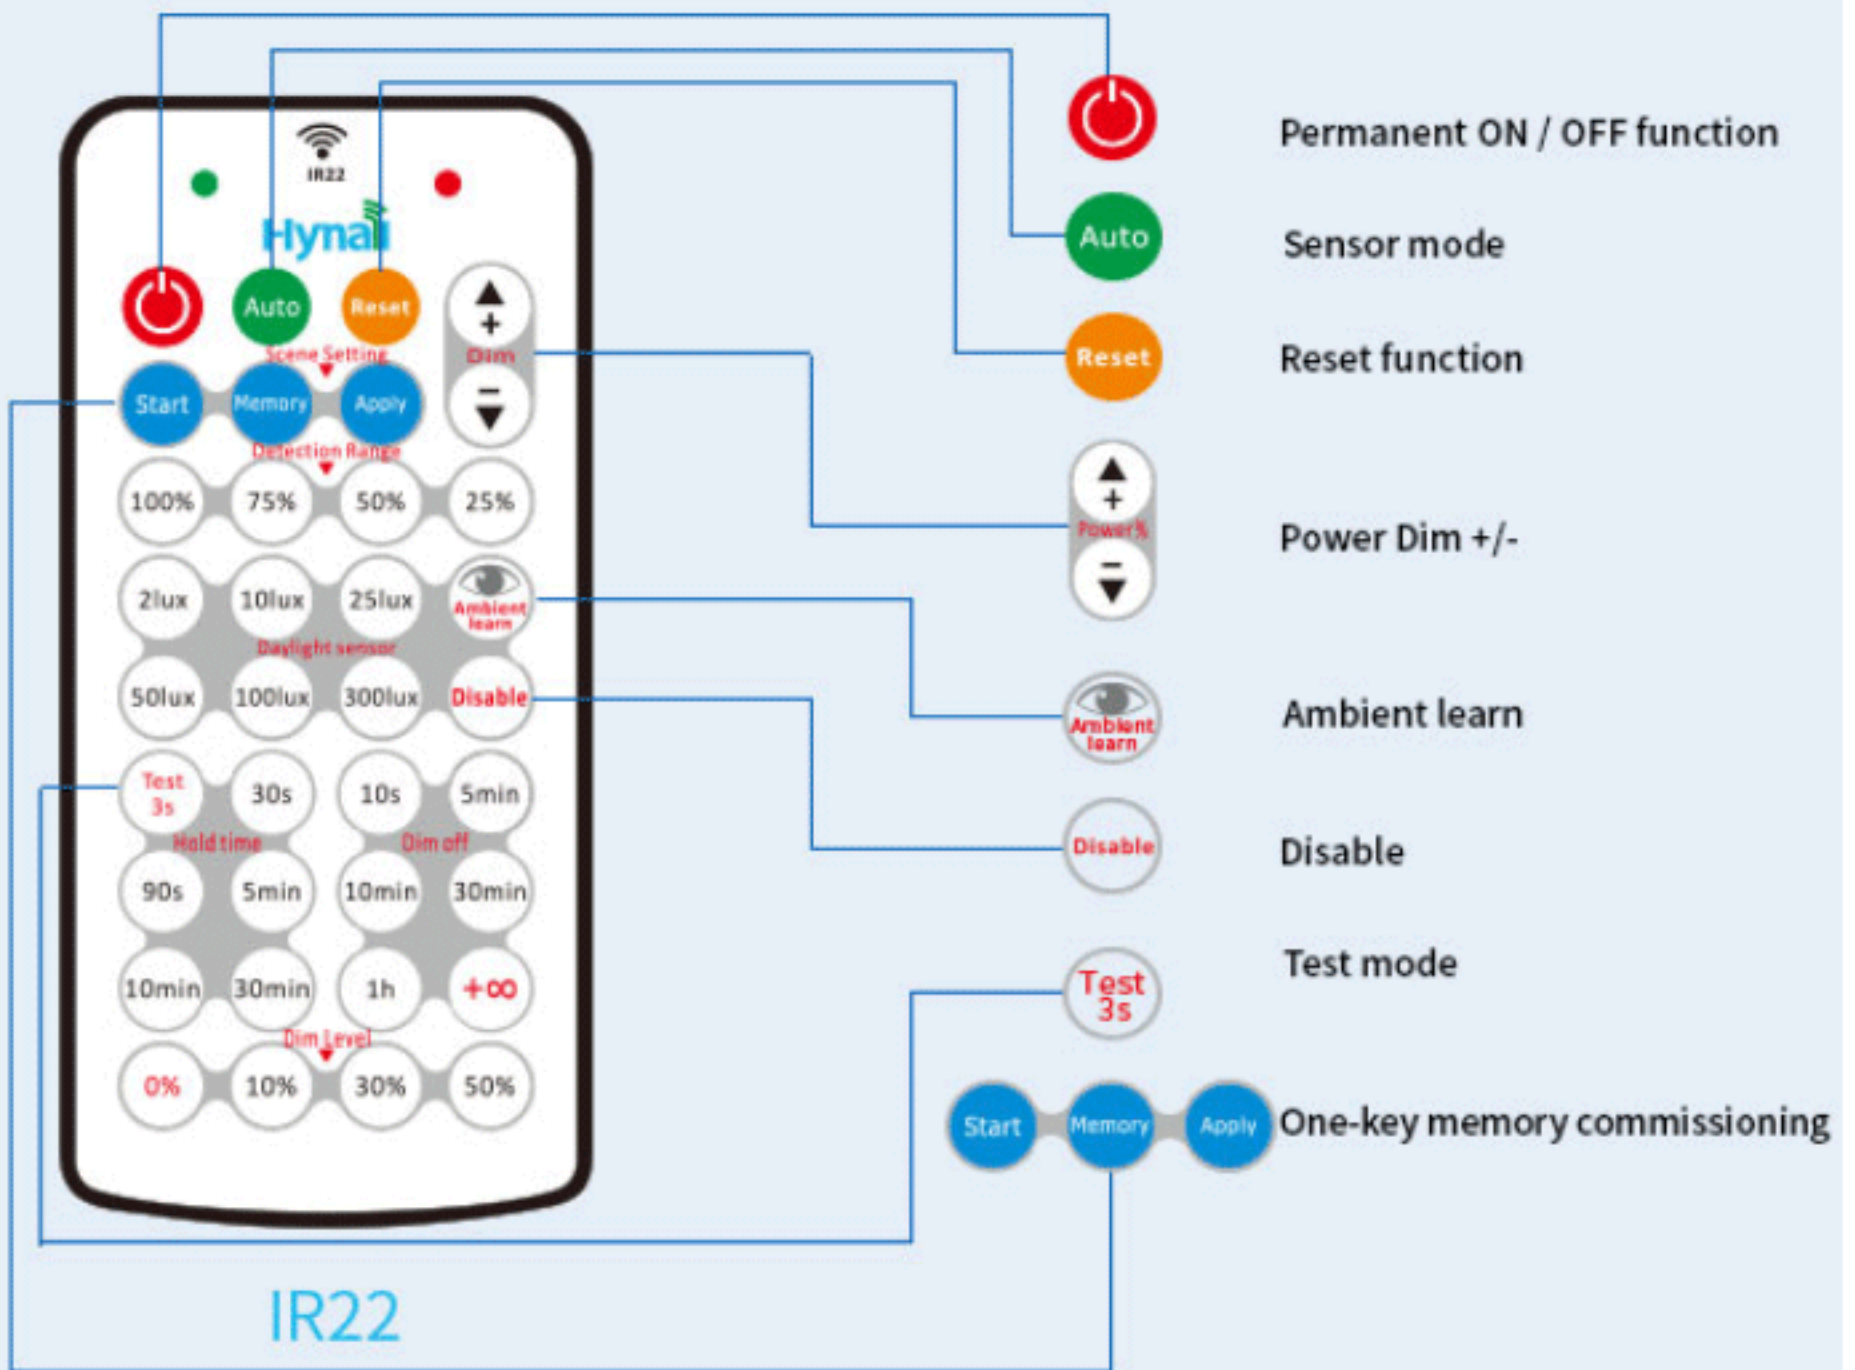 IR22
Hynall
Auto
Reset
+
Dim
−
Scene Setting
Start Memory Apply
Detection Range
100% 75% 50% 25%
2lux 10lux 25lux Ambient learn
Daylight sensor
50lux 100lux 300lux Disable
Test 3s 30s 10s 5min
Hold time Dim off
90s 5min 10min 30min
10min 30min 1h +∞
Dim Level
0% 10% 30% 50%
IR22
Permanent ON / OFF function
Auto Sensor mode
Reset Reset function
+
Power% Power Dim +/-
−
Ambient learn Ambient learn
Disable Disable
Test 3s Test mode
Start Memory Apply One-key memory commissioning